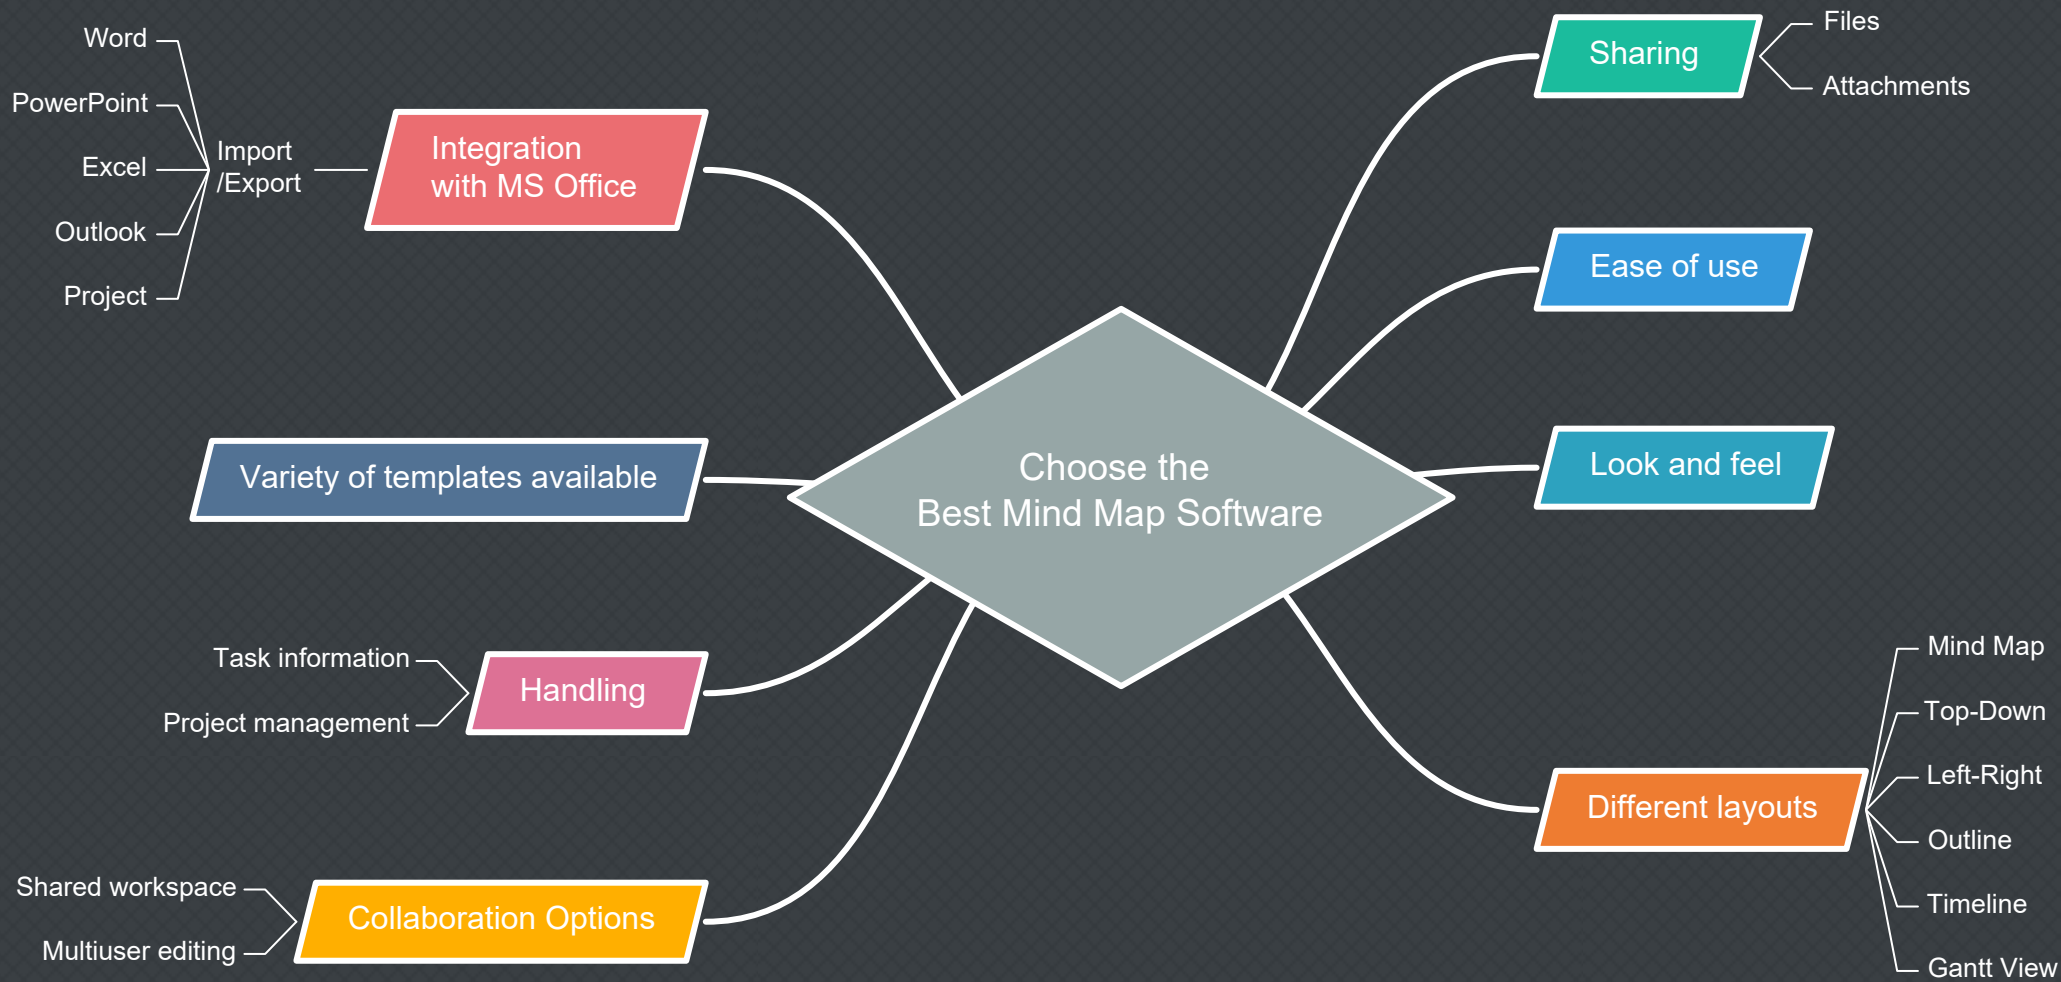 Choose the
Best Mind Map Software
Sharing
Files
Attachments
Ease of use
Look and feel
Different layouts
Mind Map
Top-Down
Left-Right
Outline
Timeline
Gantt View
Integration
with MS Office
Import
/Export
Word
PowerPoint
Excel
Outlook
Project
Variety of templates available
Handling
Task information
Project management
Collaboration Options
Shared workspace
Multiuser editing